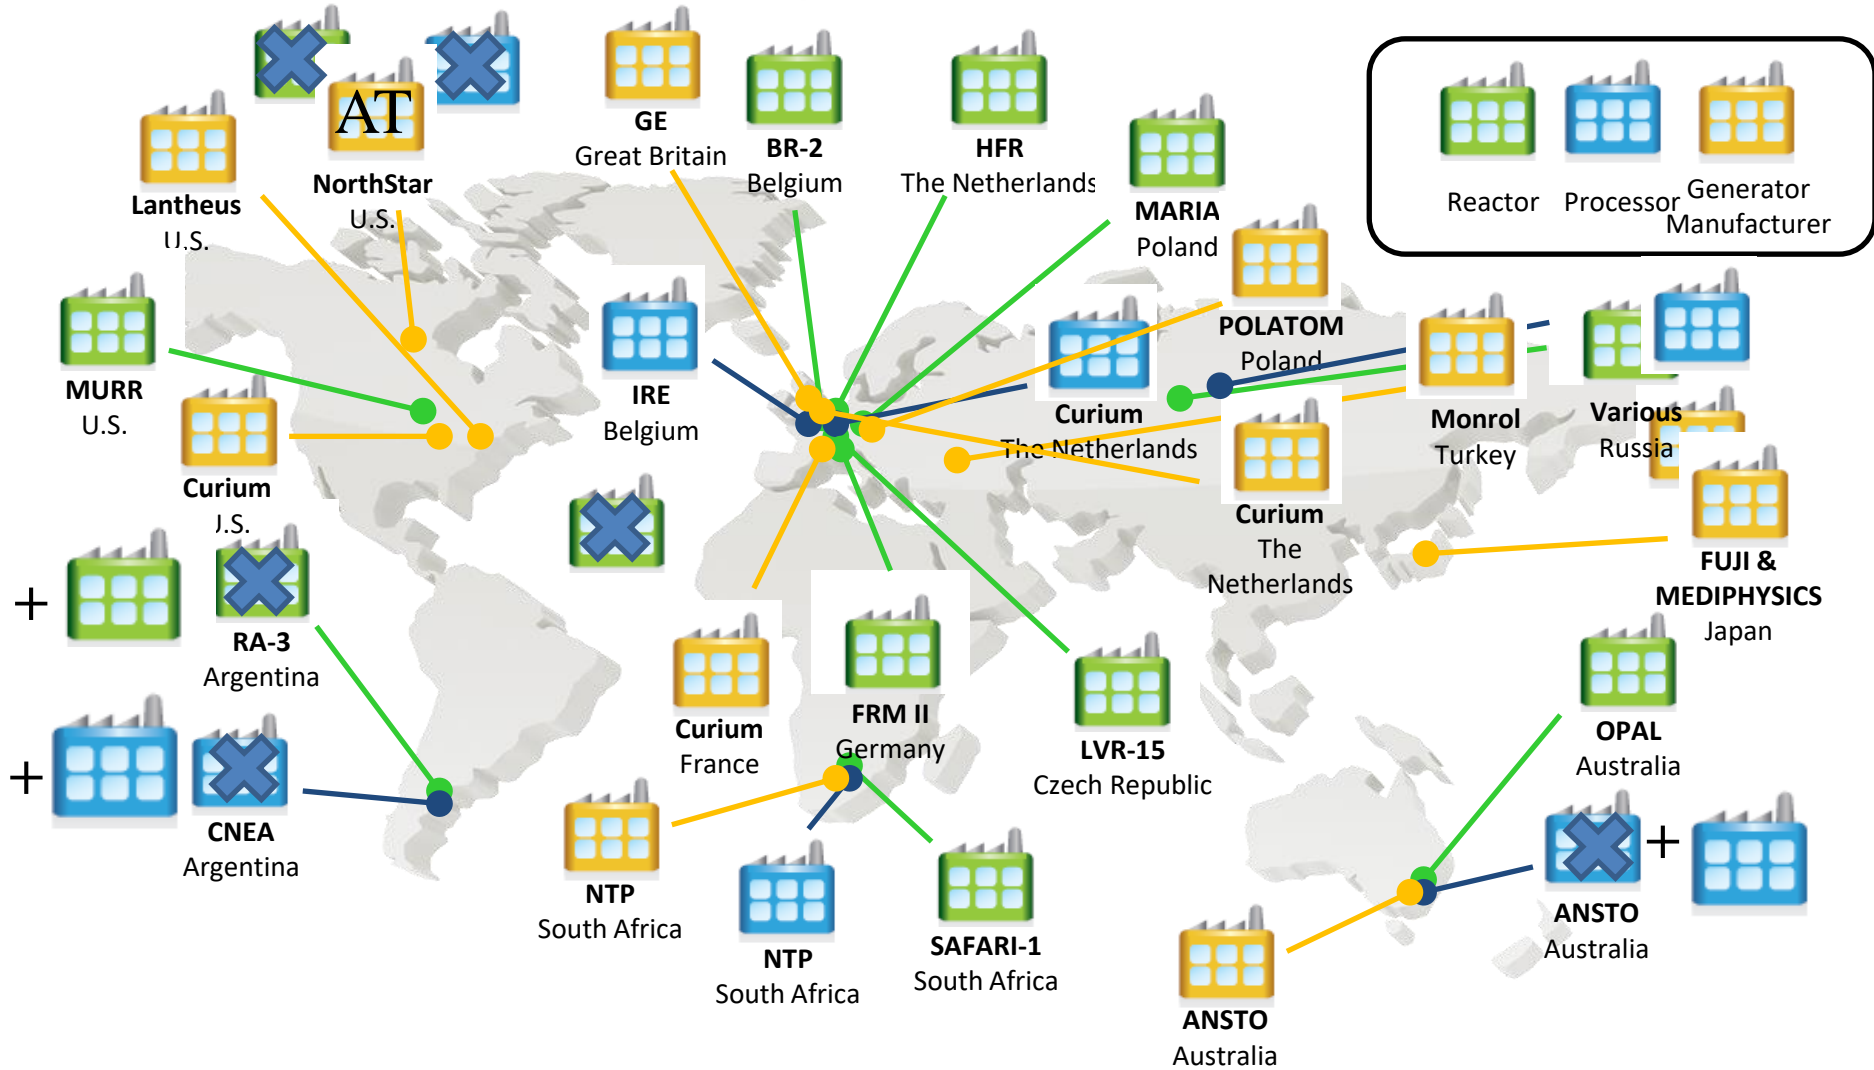 AT
GE
Great Britain
BR-2
Belgium
HFR
The Netherlands
MARIA
Poland
Reactor
Processor
Generator
Manufacturer
Lantheus
U.S.
NorthStar
U.S.
MURR
U.S.
IRE
Belgium
Curium
The Netherlands
POLATOM
Poland
Monrol
Turkey
Various
Russia
Curium
U.S.
Curium
The
Netherlands
FUJI &
MEDIPHYSICS
Japan
+
RA-3
Argentina
+
CNEA
Argentina
Curium
France
FRM II
Germany
LVR-15
Czech Republic
OPAL
Australia
NTP
South Africa
NTP
South Africa
SAFARI-1
South Africa
+
ANSTO
Australia
ANSTO
Australia